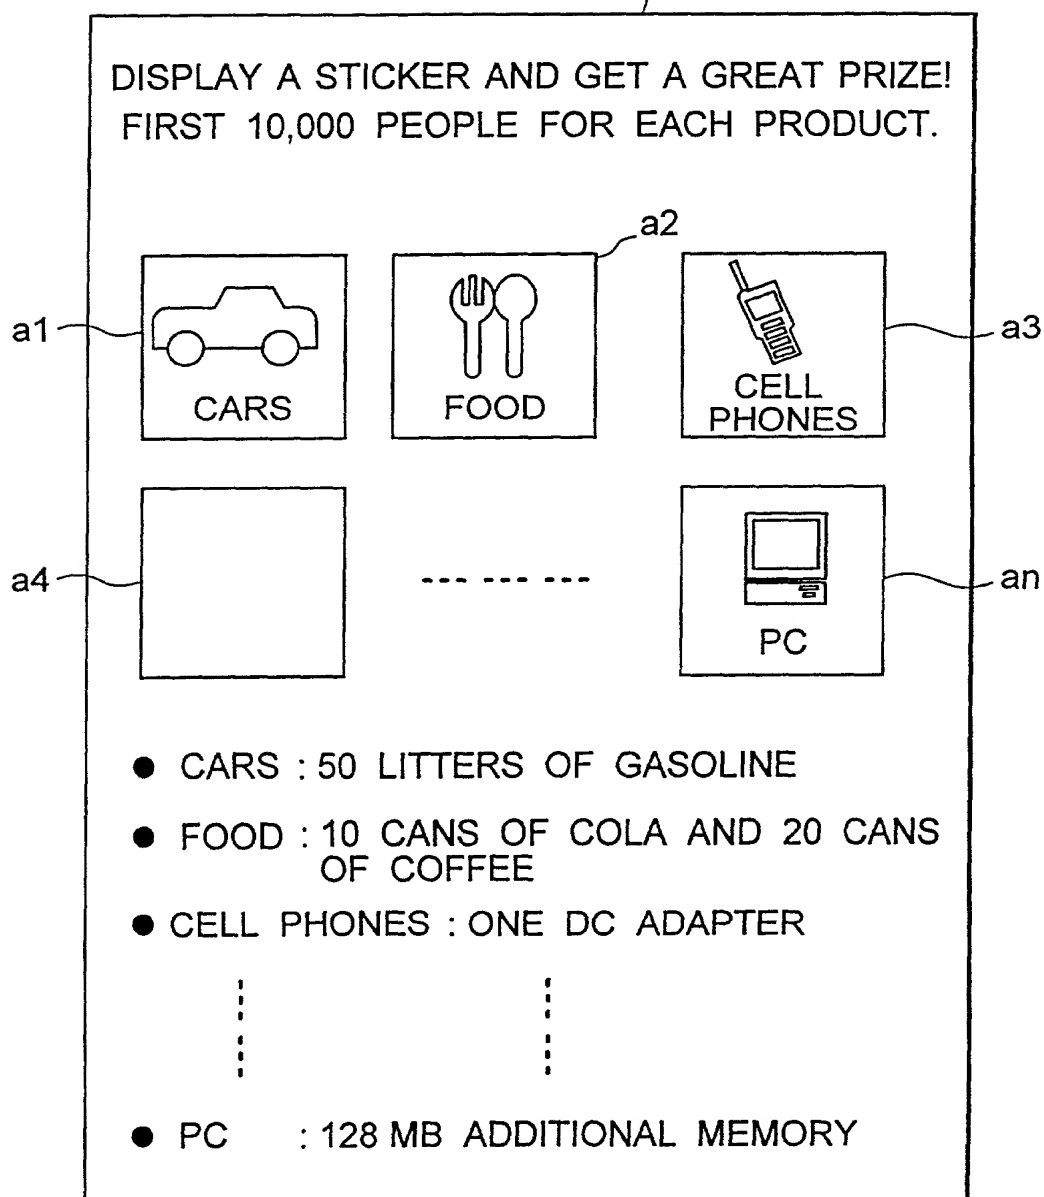 DISPLAY A STICKER AND GET A GREAT PRIZE!
FIRST 10,000 PEOPLE FOR EACH PRODUCT.
a2
a1
CARS
FOOD
CELL
PHONES
a3
a4
PC
an
● CARS : 50 LITTERS OF GASOLINE
● FOOD : 10 CANS OF COLA AND 20 CANS
OF COFFEE
● CELL PHONES : ONE DC ADAPTER
● PC : 128 MB ADDITIONAL MEMORY